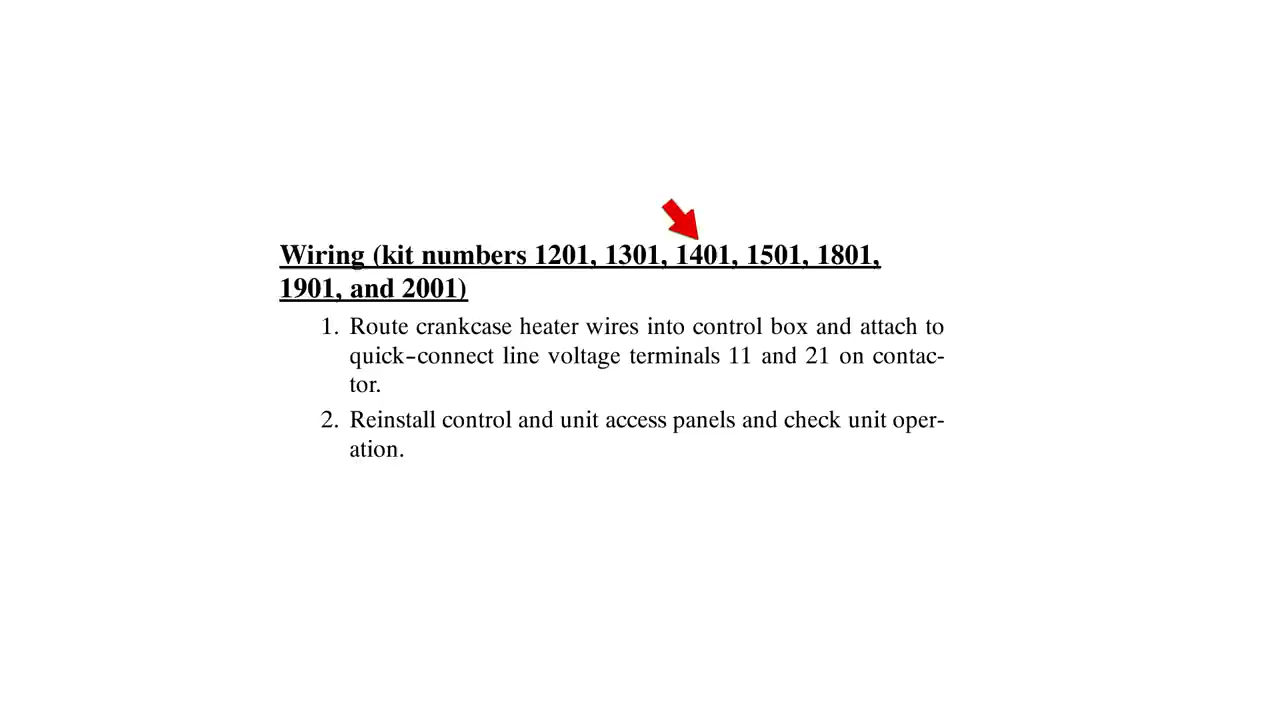 Wiring (kit numbers 1201, 1301, 1401, 1501, 1801,
1901, and 2001)
1. Route crankcase heater wires into control box and attach to
quick-connect line voltage terminals 11 and 21 on contac-
tor.
2. Reinstall control and unit access panels and check unit oper-
ation.